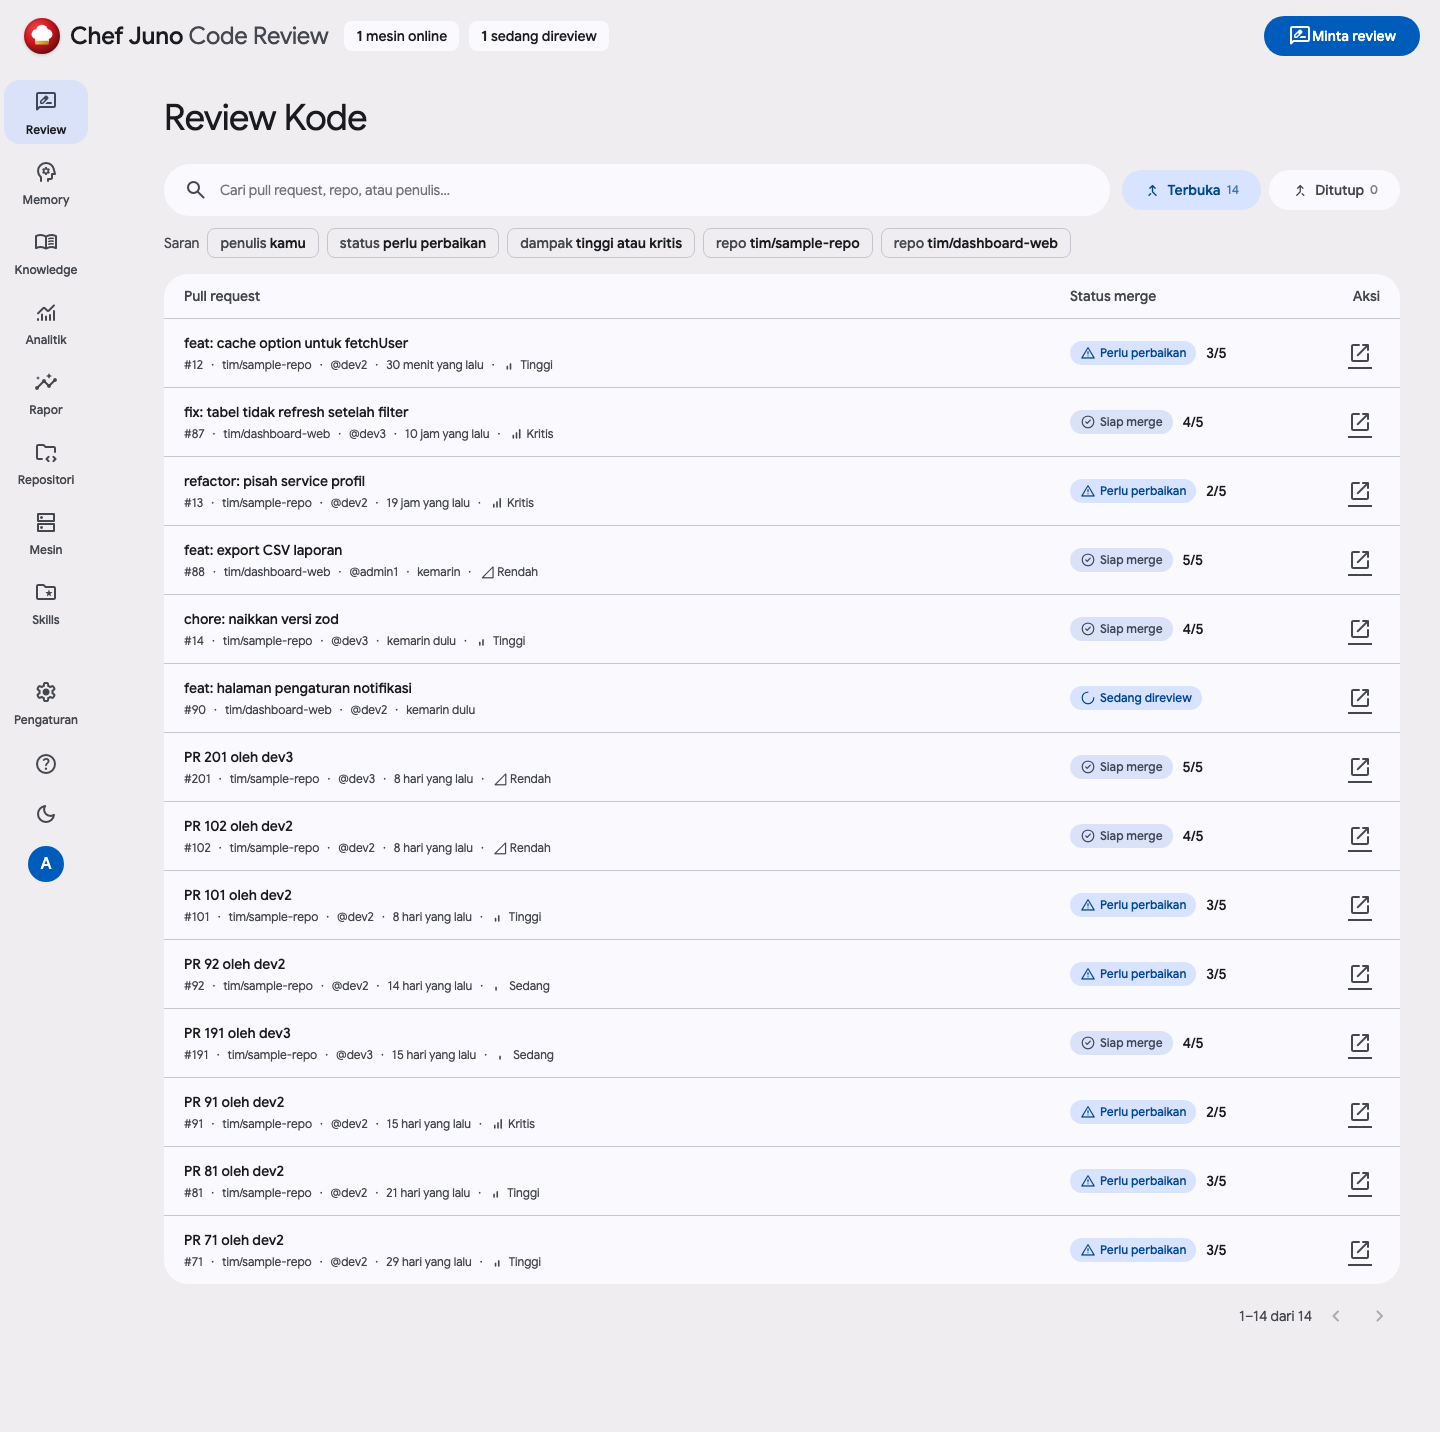 Chef Juno Code Review
1 mesin online
1 sedang direview
Minta review
Review
Memory
Knowledge
Analitik
Rapor
Repositori
Mesin
Skills
Pengaturan
A
Review Kode
Cari pull request, repo, atau penulis...
Terbuka 14
Ditutup 0
Saran
penulis kamu
status perlu perbaikan
dampak tinggi atau kritis
repo tim/sample-repo
repo tim/dashboard-web
Pull request Status merge Aksi
feat: cache option untuk fetchUser
#12 · tim/sample-repo · @dev2 · 30 menit yang lalu · Tinggi
Perlu perbaikan 3/5
fix: tabel tidak refresh setelah filter
#87 · tim/dashboard-web · @dev3 · 10 jam yang lalu · Kritis
Siap merge 4/5
refactor: pisah service profil
#13 · tim/sample-repo · @dev2 · 19 jam yang lalu · Kritis
Perlu perbaikan 2/5
feat: export CSV laporan
#88 · tim/dashboard-web · @admin1 · kemarin · Rendah
Siap merge 5/5
chore: naikkan versi zod
#14 · tim/sample-repo · @dev3 · kemarin dulu · Tinggi
Siap merge 4/5
feat: halaman pengaturan notifikasi
#90 · tim/dashboard-web · @dev2 · kemarin dulu
Sedang direview
PR 201 oleh dev3
#201 · tim/sample-repo · @dev3 · 8 hari yang lalu · Rendah
Siap merge 5/5
PR 102 oleh dev2
#102 · tim/sample-repo · @dev2 · 8 hari yang lalu · Rendah
Siap merge 4/5
PR 101 oleh dev2
#101 · tim/sample-repo · @dev2 · 8 hari yang lalu · Tinggi
Perlu perbaikan 3/5
PR 92 oleh dev2
#92 · tim/sample-repo · @dev2 · 14 hari yang lalu · Sedang
Perlu perbaikan 3/5
PR 191 oleh dev3
#191 · tim/sample-repo · @dev3 · 15 hari yang lalu · Sedang
Siap merge 4/5
PR 91 oleh dev2
#91 · tim/sample-repo · @dev2 · 15 hari yang lalu · Kritis
Perlu perbaikan 2/5
PR 81 oleh dev2
#81 · tim/sample-repo · @dev2 · 21 hari yang lalu · Tinggi
Perlu perbaikan 3/5
PR 71 oleh dev2
#71 · tim/sample-repo · @dev2 · 29 hari yang lalu · Tinggi
Perlu perbaikan 3/5
1–14 dari 14